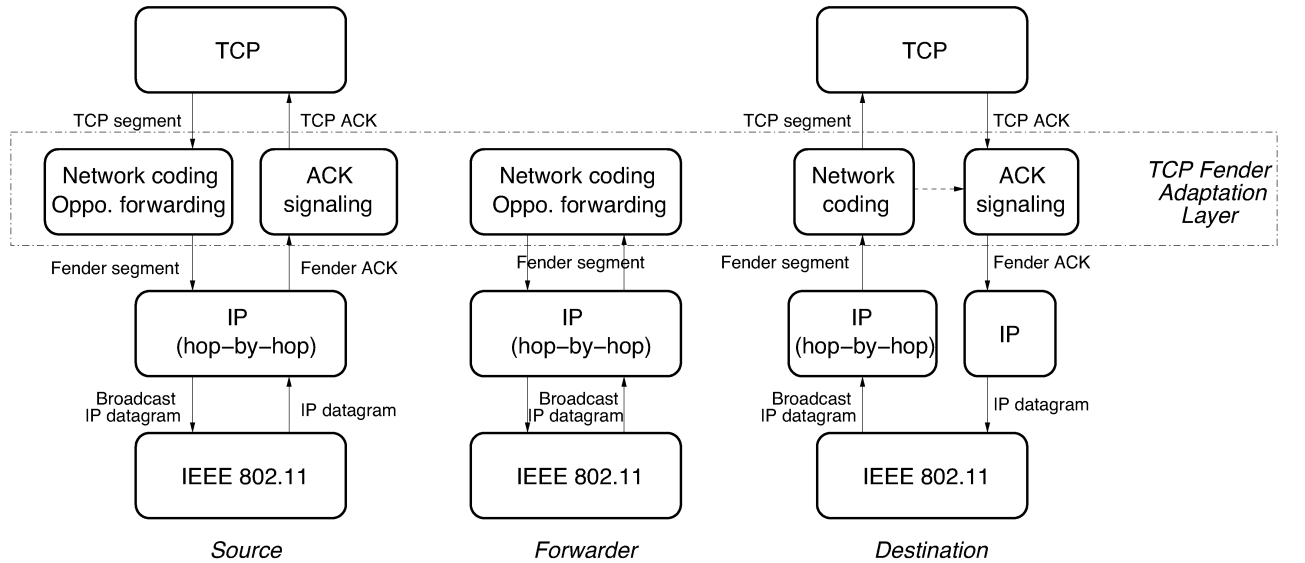 TCP
TCP
TCP segment
TCP ACK
TCP segment
TCP ACK
Network coding
Oppo. forwarding
ACK
signaling
Network coding
Oppo. forwarding
Network
coding
ACK
signaling
TCP Fender
Adaptation
Layer
Fender segment
Fender ACK
Fender segment
Fender segment
Fender ACK
IP
(hop−by−hop)
IP
(hop−by−hop)
IP
(hop−by−hop)
IP
Broadcast
IP datagram
IP datagram
Broadcast
IP datagram
Broadcast
IP datagram
IP datagram
IEEE 802.11
IEEE 802.11
IEEE 802.11
Source
Forwarder
Destination